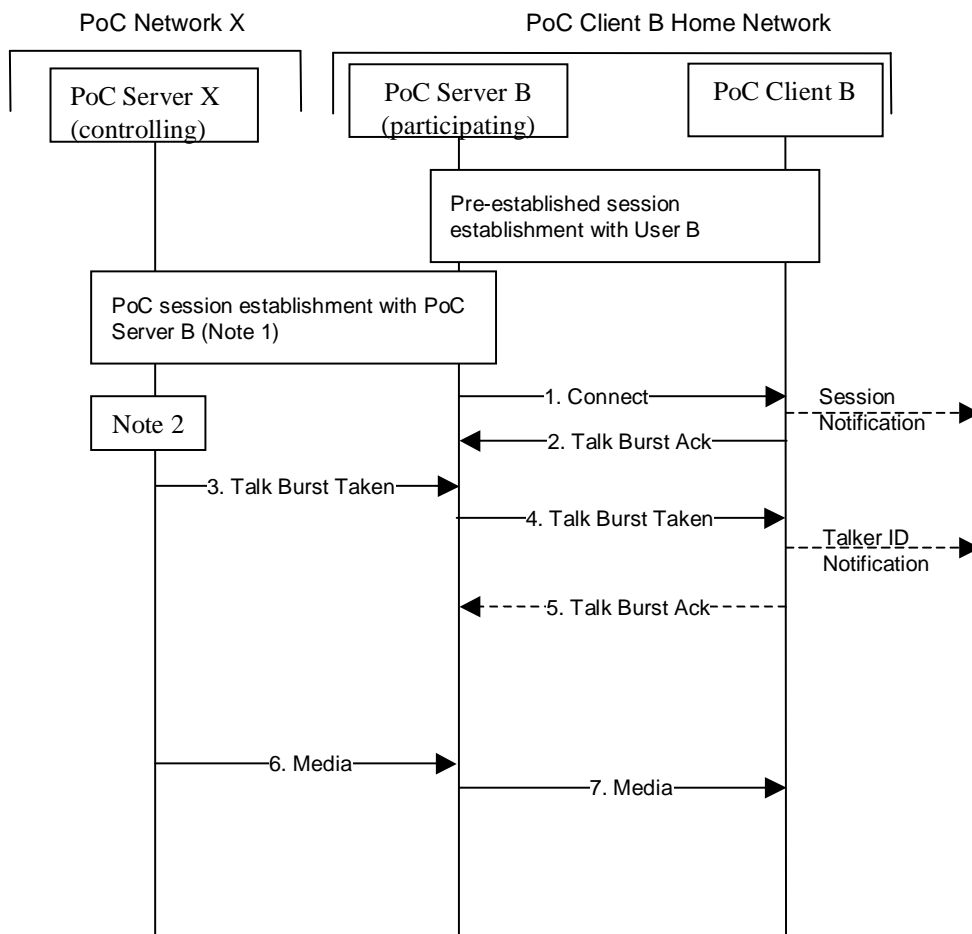 PoC Network X
PoC Client B Home Network
PoC Server X
(controlling)
PoC Server B
(participating)
PoC Client B
Pre-established session
establishment with User B
PoC session establishment with PoC
Server B (Note 1)
Note 2
1. Connect
Session
Notification
2. Talk Burst Ack
3. Talk Burst Taken
4. Talk Burst Taken
Talker ID
Notification
5. Talk Burst Ack
6. Media
7. Media